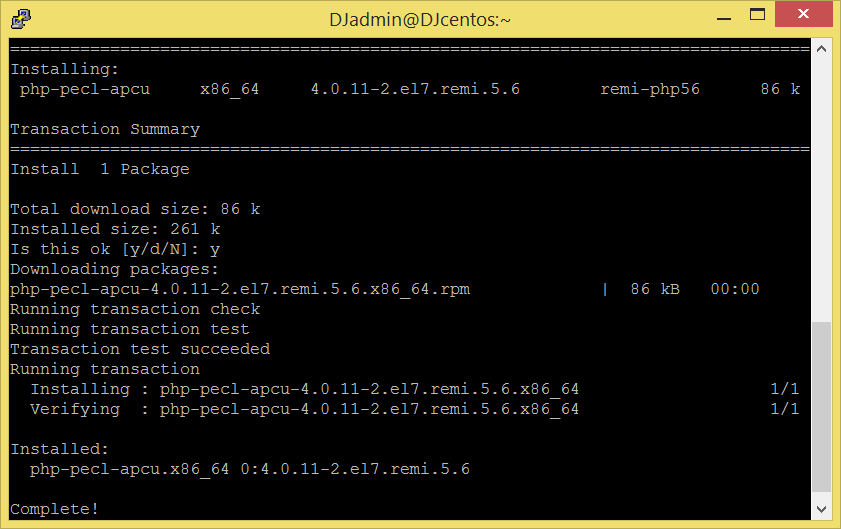 DJadmin@DJcentos:~
================================================================================
Installing:
 php-pecl-apcu     x86_64     4.0.11-2.el7.remi.5.6        remi-php56      86 k

Transaction Summary
================================================================================
Install  1 Package

Total download size: 86 k
Installed size: 261 k
Is this ok [y/d/N]: y
Downloading packages:
php-pecl-apcu-4.0.11-2.el7.remi.5.6.x86_64.rpm             |  86 kB   00:00
Running transaction check
Running transaction test
Transaction test succeeded
Running transaction
  Installing : php-pecl-apcu-4.0.11-2.el7.remi.5.6.x86_64                   1/1
  Verifying  : php-pecl-apcu-4.0.11-2.el7.remi.5.6.x86_64                   1/1

Installed:
  php-pecl-apcu.x86_64 0:4.0.11-2.el7.remi.5.6

Complete!